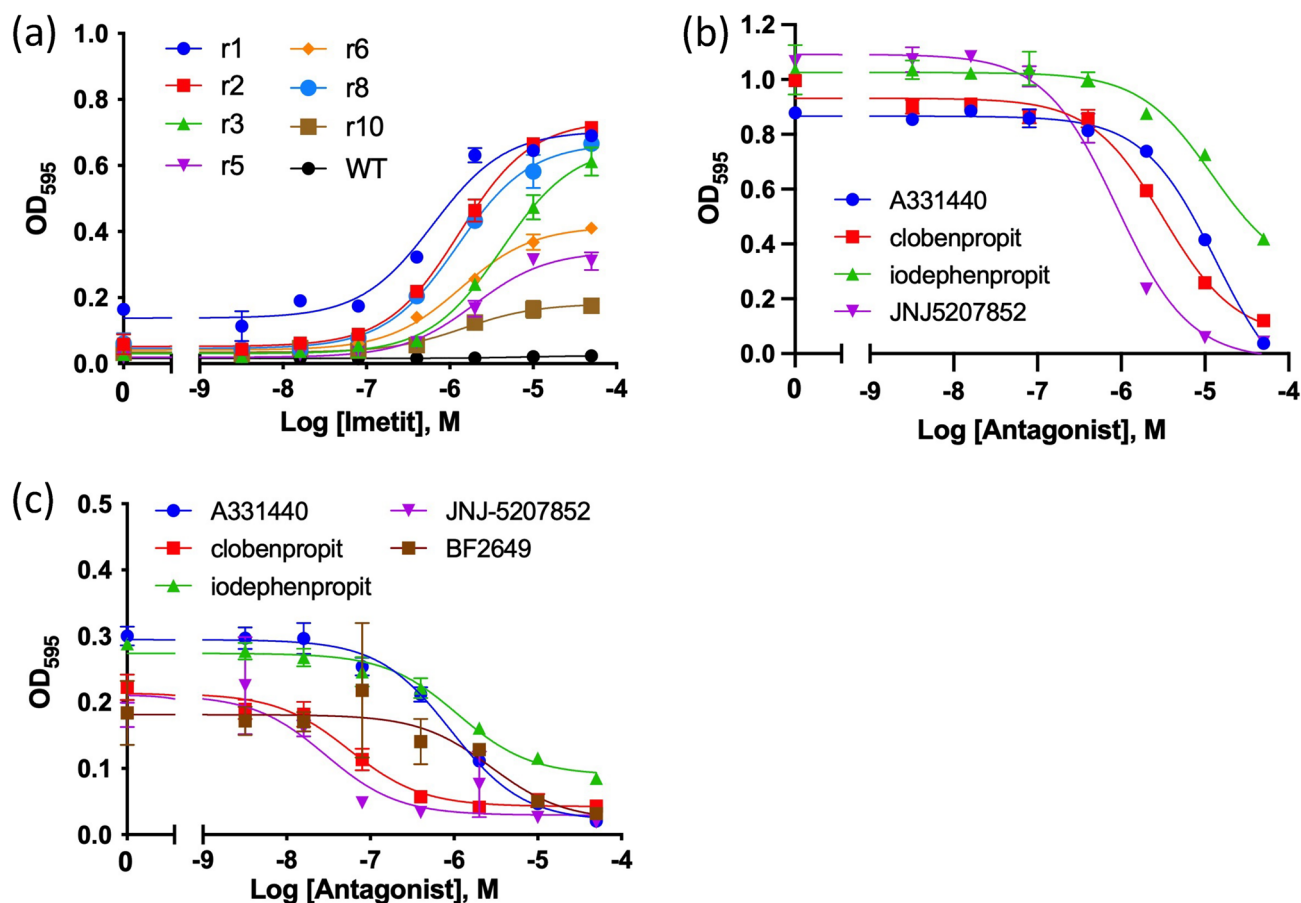 (a)
1.0
0.8
0.6
0.4
0.2
0.0
OD595
r1
r2
r3
r5
r6
r8
r10
WT
0 -9 -8 -7 -6 -5 -4
Log [Imetit], M
(b)
1.2
1.0
0.8
0.6
0.4
0.2
0.0
OD595
A331440
clobenpropit
iodephenpropit
JNJ5207852
0 -9 -8 -7 -6 -5 -4
Log [Antagonist], M
(c)
0.5
0.4
0.3
0.2
0.1
0.0
OD595
A331440
clobenpropit
iodephenpropit
JNJ-5207852
BF2649
0 -9 -8 -7 -6 -5 -4
Log [Antagonist], M